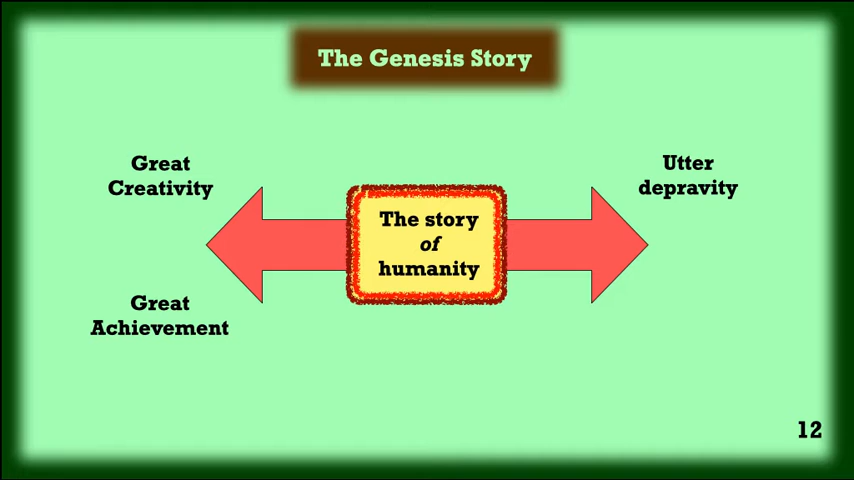 The Genesis Story
Great
Creativity
Utter
depravity
The story
of
humanity
Great
Achievement
12